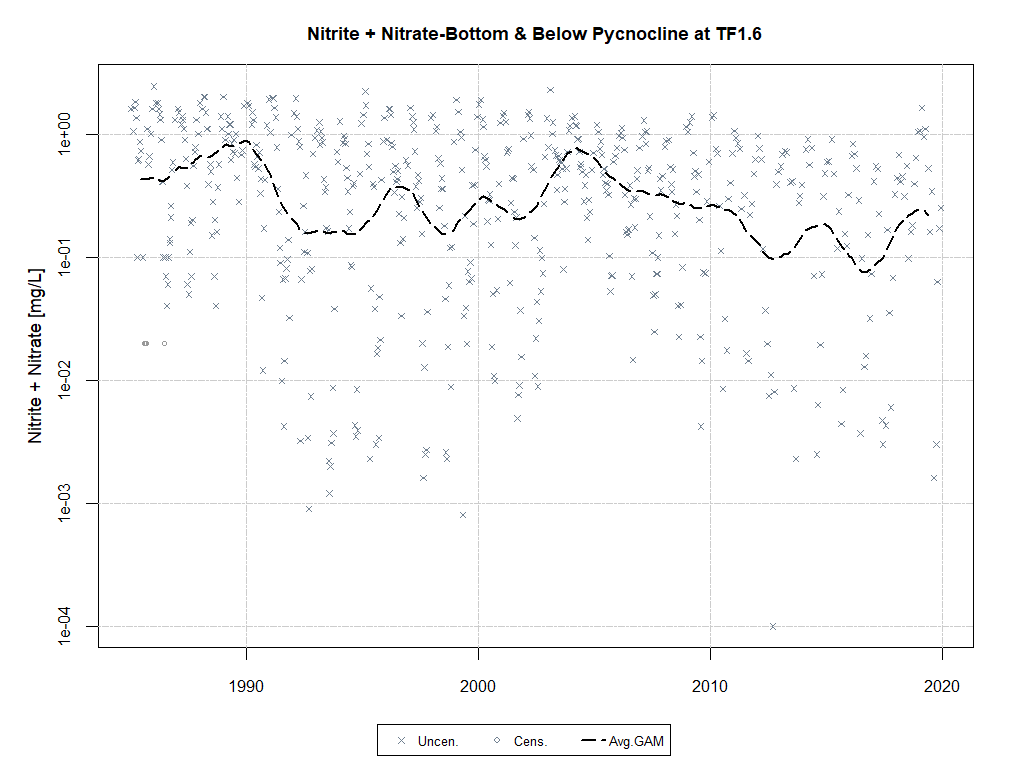 Nitrite + Nitrate-Bottom & Below Pycnocline at TF1.6
Nitrite + Nitrate [mg/L]
1e+00
1e-01
1e-02
1e-03
1e-04
1990
2000
2010
2020
Uncen.
Cens.
Avg.GAM